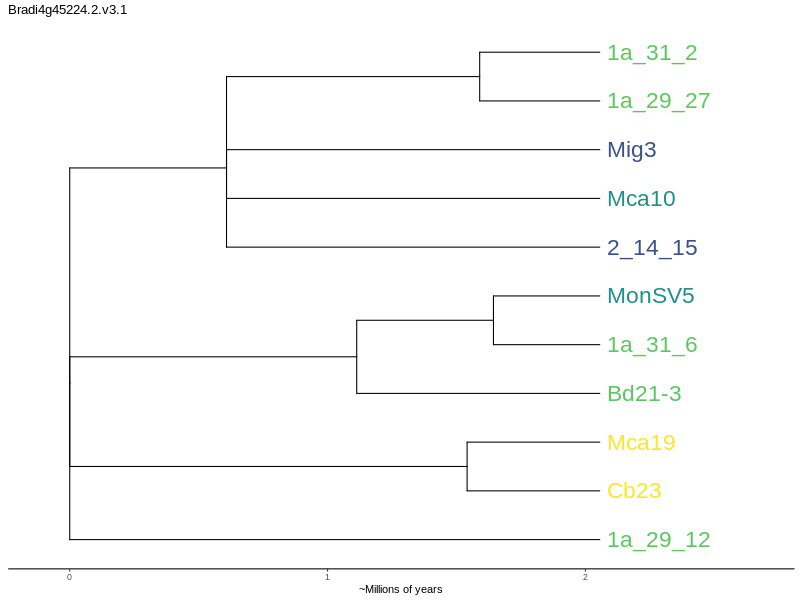 Bradi4g45224.2.v3.1
1a_31_2
1a_29_27
Mig3
Mca10
2_14_15
MonSV5
1a_31_6
Bd21-3
Mca19
Cb23
1a_29_12
0 1 2
~Millions of years